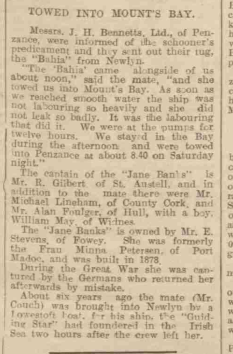 TOWED INTO MOUNT'S BAY.
Messrs. J. H. Bennetts, Ltd., of Pen-
zance, were informed of the schooner's
predicament and they sent out their tug,
the "Bahia" from Newlyn.
"The 'Bahia' came alongside of us
about noon," said the mate, "and she
towed us into Mount's Bay. As soon as
we reached smooth water the ship was
not labouring so heavily and she did
not leak so badly. It was the labouring
that did it. We were at the pumps for
twelve hours. We stayed in the Bay
during the afternoon and were towed
into Penzance at about 8.40 on Saturday
night."
The captain of the "Jane Banks" is
Mr. R. Gilbert, of St. Austell, and in
addition to the mate there were Mr.
Michael Lineham, of County Cork, and
Mr. Alan Poulger, of Hull, with a boy,
William May, of Widnes.
The "Jane Banks" is owned by Mr. E.
Stevens, of Fowey. She was formerly
the Frau Minna Petersen, of Port
Madoc, and was built in 1878.
During the Great War she was cap-
tured by the Germans who returned her
afterwards by mistake.
About six years ago the mate (Mr.
Couch) was brought into Newlyn by a
Lowestoft boat, for his ship, the "Guid-
ing Star" had foundered in the Irish
Sea two hours after the crew left her.